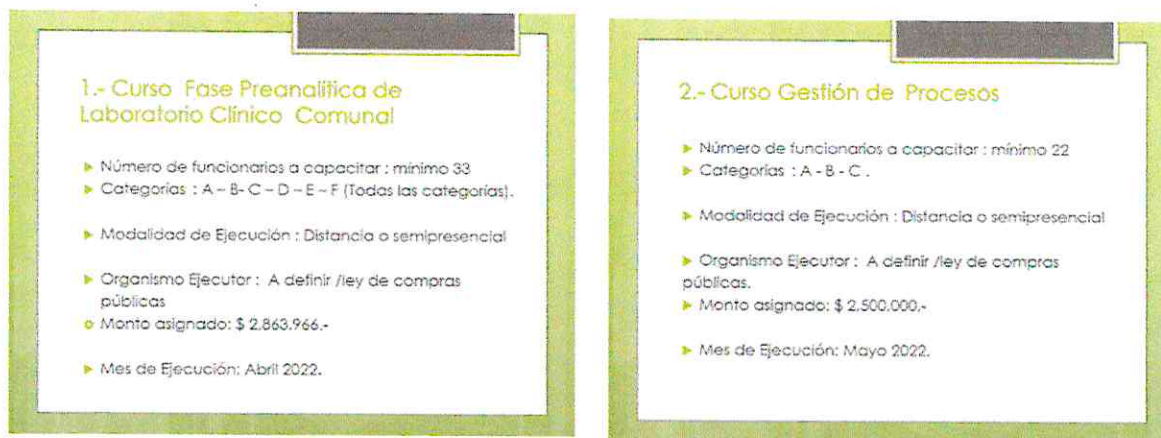 1.- Curso Fase Preanalítica de
Laboratorio Clínico Comunal
Número de funcionarios a capacitar : mínimo 33
Categorías : A – B- C – D – E – F (Todas las categorías).
Modalidad de Ejecución : Distancia o semipresencial
Organismo Ejecutor : A definir /ley de compras
públicas
Monto asignado: $ 2.863.966.-
Mes de Ejecución: Abril 2022.
2.- Curso Gestión de Procesos
Número de funcionarios a capacitar : mínimo 22
Categorías : A - B - C .
Modalidad de Ejecución : Distancia o semipresencial
Organismo Ejecutor : A definir /ley de compras
públicas.
Monto asignado: $ 2.500.000.-
Mes de Ejecución: Mayo 2022.